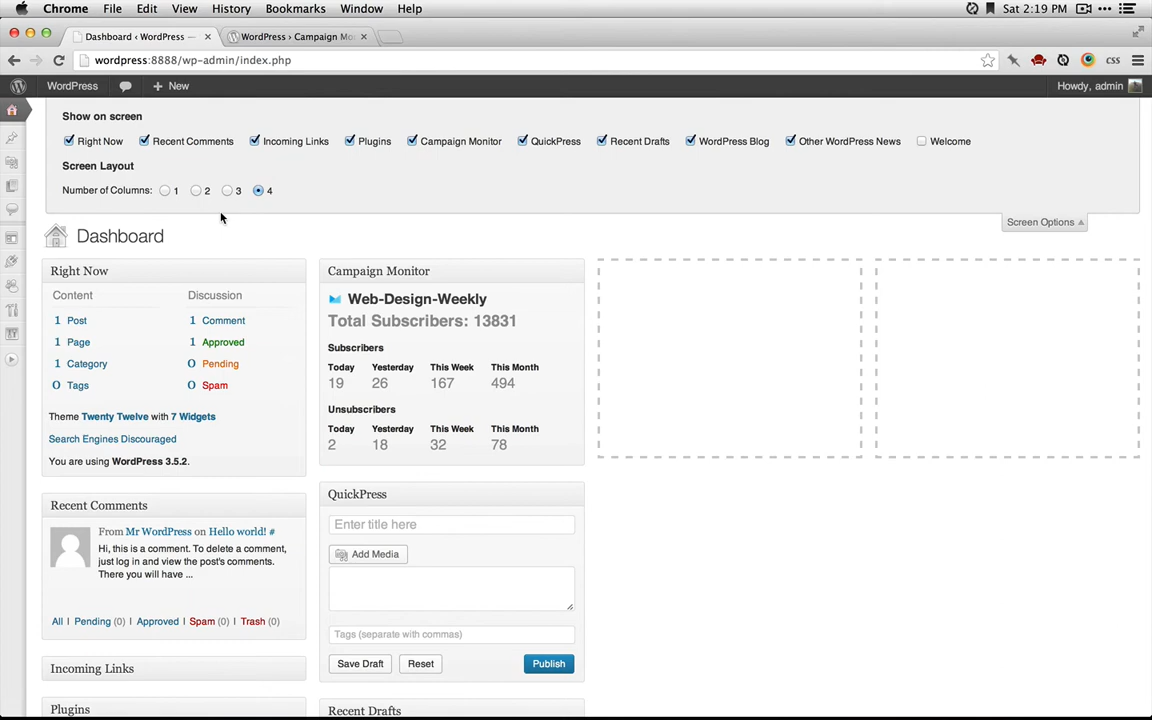 Chrome File Edit View History Bookmarks Window Help Sat 2:19 PM
Dashboard ‹ WordPress — WordPress › Campaign Mo
wordpress:8888/wp-admin/index.php CSS
WordPress + New Howdy, admin
Show on screen
Right Now Recent Comments Incoming Links Plugins Campaign Monitor QuickPress Recent Drafts WordPress Blog Other WordPress News Welcome
Screen Layout
Number of Columns: 1 2 3 4
Screen Options
Dashboard
Right Now
Content Discussion
1 Post 1 Comment
1 Page 1 Approved
1 Category 0 Pending
0 Tags 0 Spam
Theme Twenty Twelve with 7 Widgets
Search Engines Discouraged
You are using WordPress 3.5.2.
Recent Comments
From Mr WordPress on Hello world! #
Hi, this is a comment. To delete a comment,
just log in and view the post's comments.
There you will have ...
All | Pending (0) | Approved | Spam (0) | Trash (0)
Incoming Links
Plugins
Campaign Monitor
Web-Design-Weekly
Total Subscribers: 13831
Subscribers
Today Yesterday This Week This Month
19 26 167 494
Unsubscribers
Today Yesterday This Week This Month
2 18 32 78
QuickPress
Enter title here
Add Media
Tags (separate with commas)
Save Draft Reset Publish
Recent Drafts